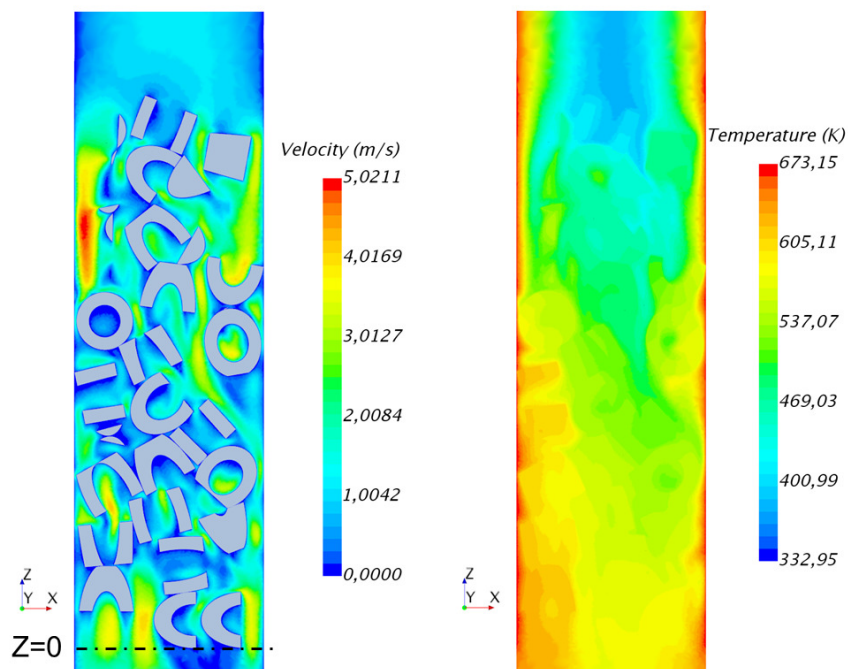 Velocity (m/s)
5,0211
4,0169
3,0127
2,0084
1,0042
0,0000
Z
Y
X
Z=0
Temperature (K)
673,15
605,11
537,07
469,03
400,99
332,95
Z
Y
X